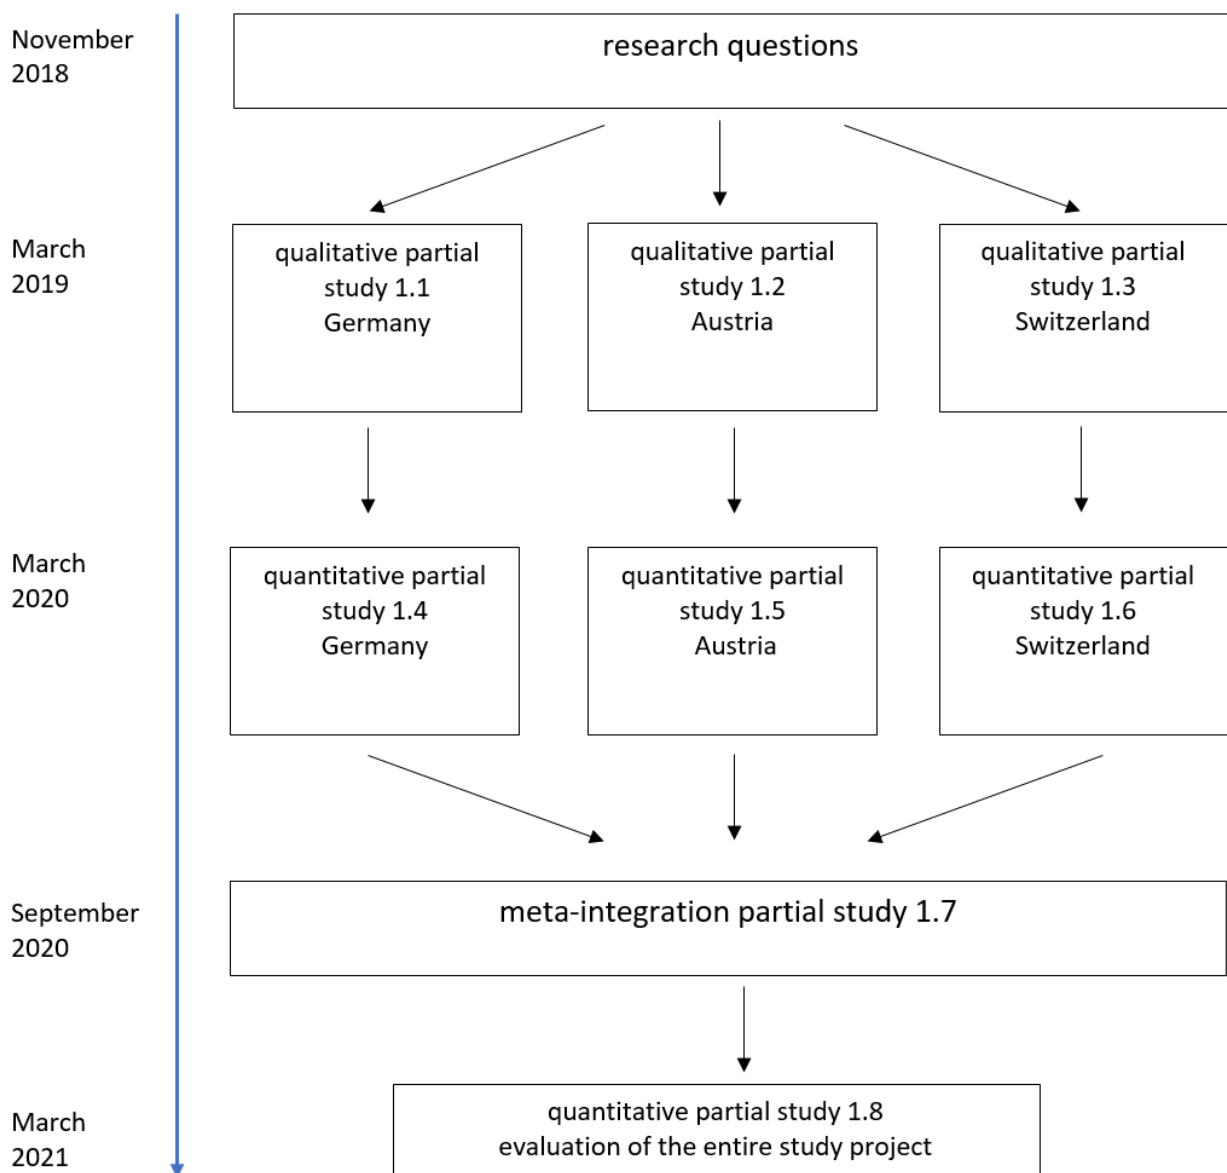 November
2018
research questions
March
2019
qualitative partial
study 1.1
Germany
qualitative partial
study 1.2
Austria
qualitative partial
study 1.3
Switzerland
March
2020
quantitative partial
study 1.4
Germany
quantitative partial
study 1.5
Austria
quantitative partial
study 1.6
Switzerland
September
2020
meta-integration partial study 1.7
March
2021
quantitative partial study 1.8
evaluation of the entire study project